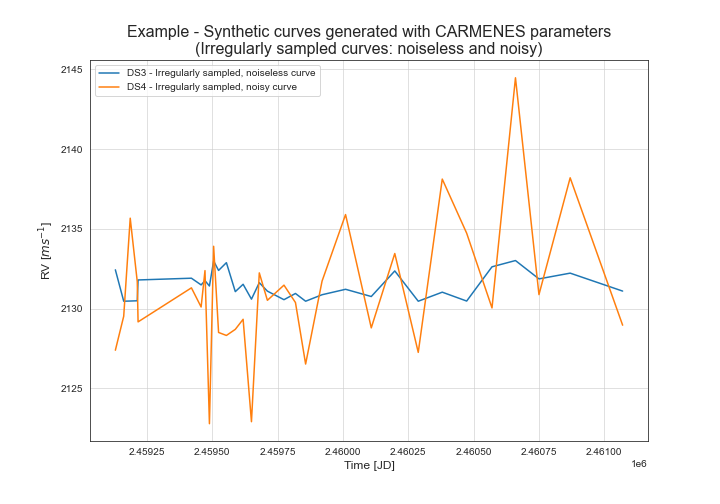 Example - Synthetic curves generated with CARMENES parameters
(Irregularly sampled curves: noiseless and noisy)
DS3 - Irregularly sampled, noiseless curve
DS4 - Irregularly sampled, noisy curve
RV [ms⁻¹]
2145
2140
2135
2130
2125
2.45925 2.45950 2.45975 2.46000 2.46025 2.46050 2.46075 2.46100
1e6
Time [JD]